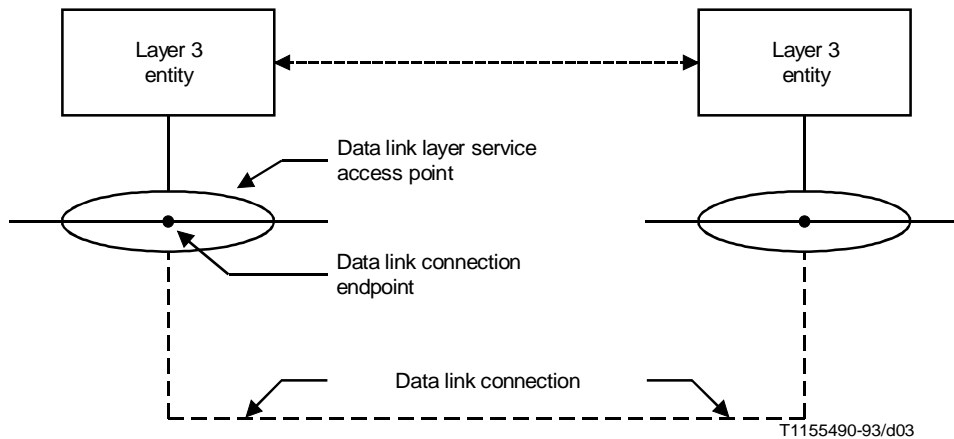 Layer 3
entity
Layer 3
entity
Data link layer service
access point
Data link connection
endpoint
Data link connection
T1155490-93/d03